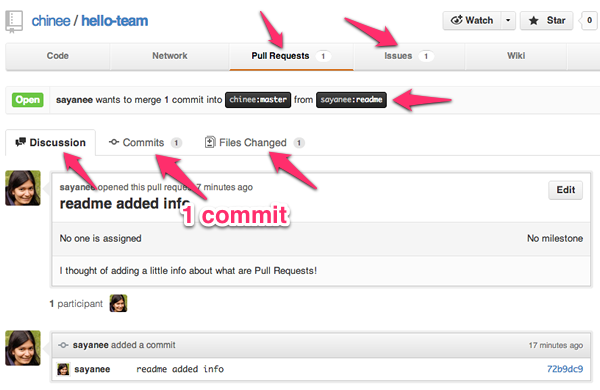 chinee / hello-team
Watch
Star 0
Code Network Pull Requests 1 Issues 1 Wiki
Open sayanee wants to merge 1 commit into chinee:master from sayanee:readme
Discussion Commits 1 Files Changed 1
sayanee opened this pull request 7 minutes ago
Edit
readme added info
1 commit
No one is assigned No milestone
I thought of adding a little info about what are Pull Requests!
1 participant
sayanee added a commit 17 minutes ago
sayanee readme added info 72b9dc9